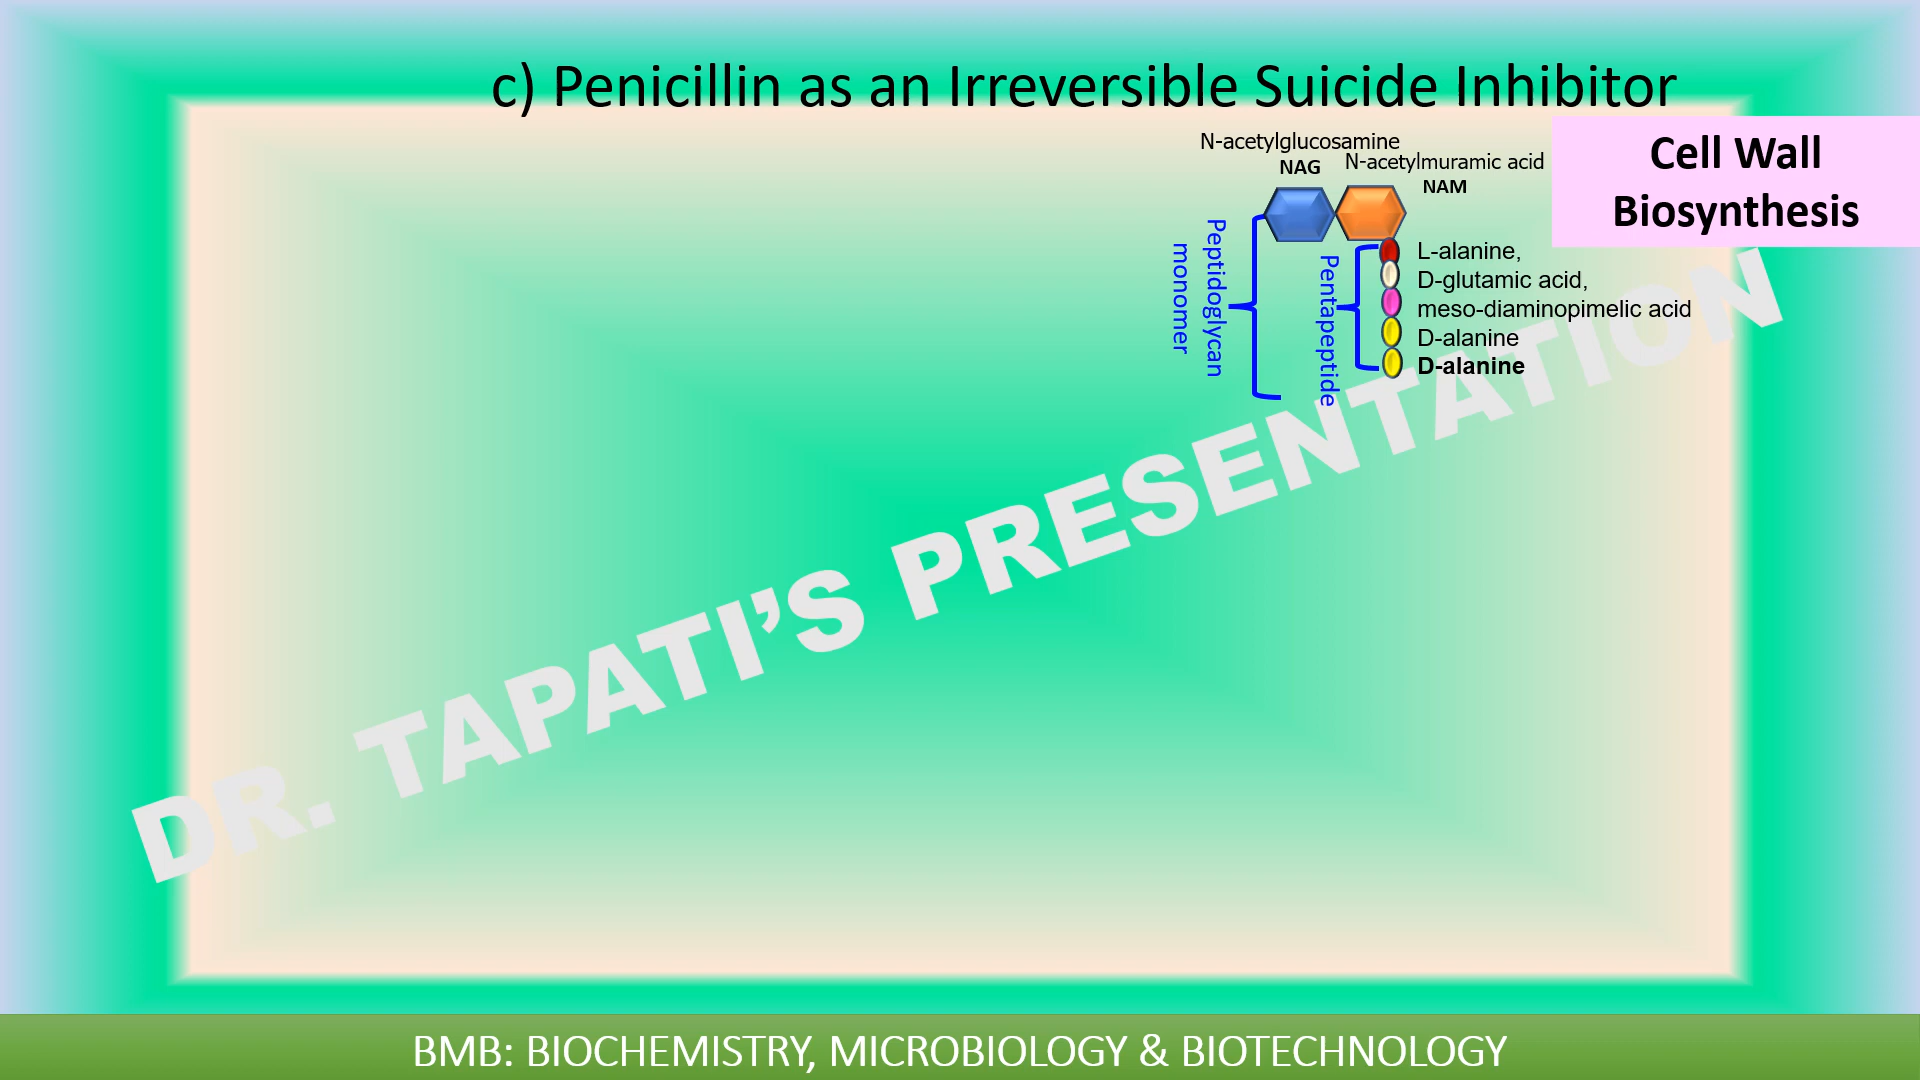 c) Penicillin as an Irreversible Suicide Inhibitor
Cell Wall
Biosynthesis
N-acetylglucosamine
NAG
N-acetylmuramic acid
NAM
Peptidoglycan
monomer
Pentapeptide
L-alanine,
D-glutamic acid,
meso-diaminopimelic acid
D-alanine
D-alanine
DR. TAPATI’S PRESENTATION
BMB: BIOCHEMISTRY, MICROBIOLOGY & BIOTECHNOLOGY